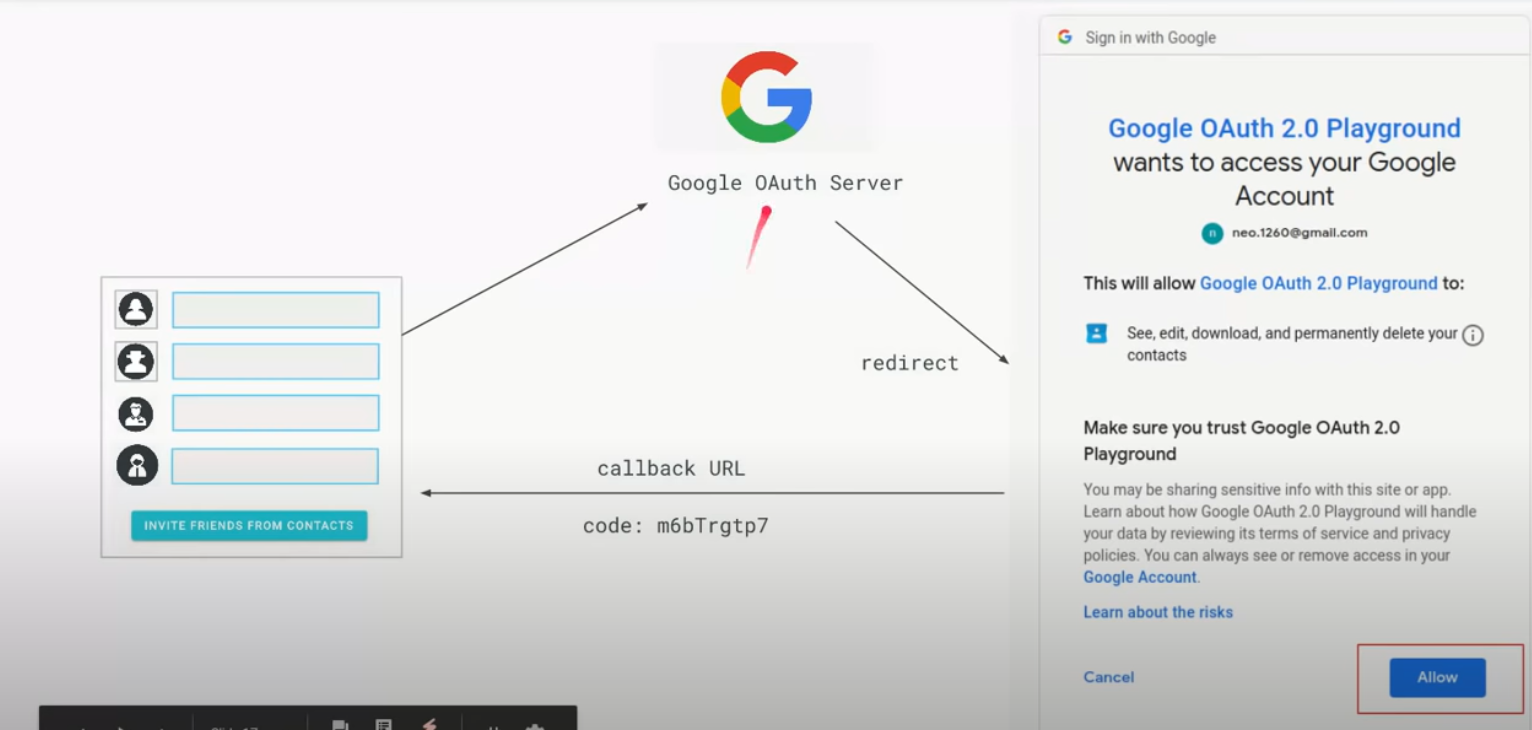 Google OAuth Server
INVITE FRIENDS FROM CONTACTS
redirect
callback URL
code: m6bTrgtp7
Sign in with Google
Google OAuth 2.0 Playground
wants to access your Google
Account
n
neo.1260@gmail.com
This will allow Google OAuth 2.0 Playground to:
See, edit, download, and permanently delete your
contacts
Make sure you trust Google OAuth 2.0
Playground
You may be sharing sensitive info with this site or app.
Learn about how Google OAuth 2.0 Playground will handle
your data by reviewing its terms of service and privacy
policies. You can always see or remove access in your
Google Account.
Learn about the risks
Cancel
Allow